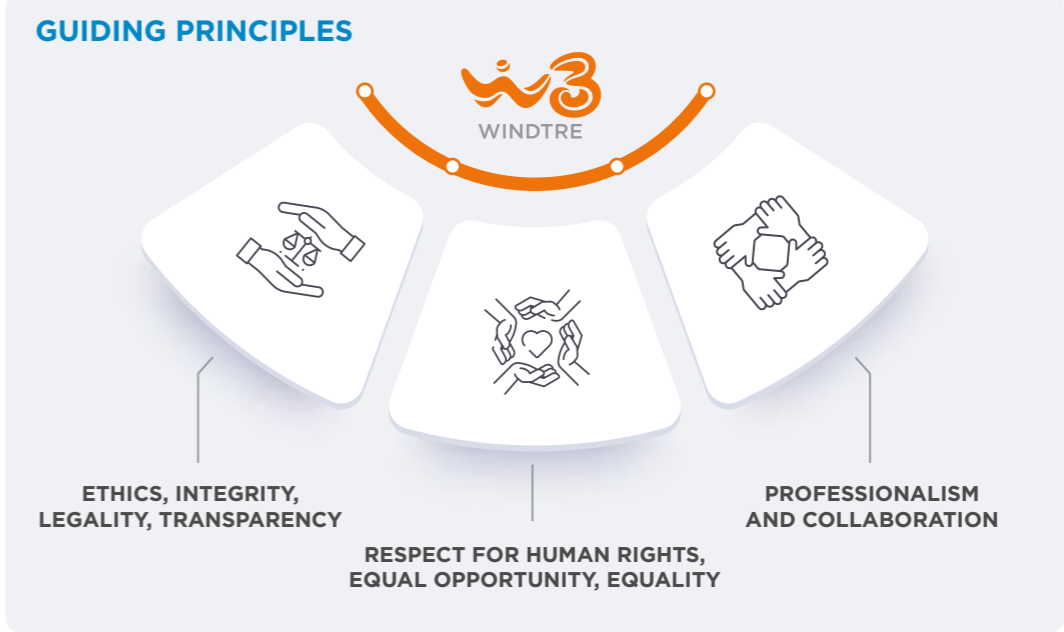 GUIDING PRINCIPLES
WINDTRE
ETHICS, INTEGRITY,
LEGALITY, TRANSPARENCY
RESPECT FOR HUMAN RIGHTS,
EQUAL OPPORTUNITY, EQUALITY
PROFESSIONALISM
AND COLLABORATION